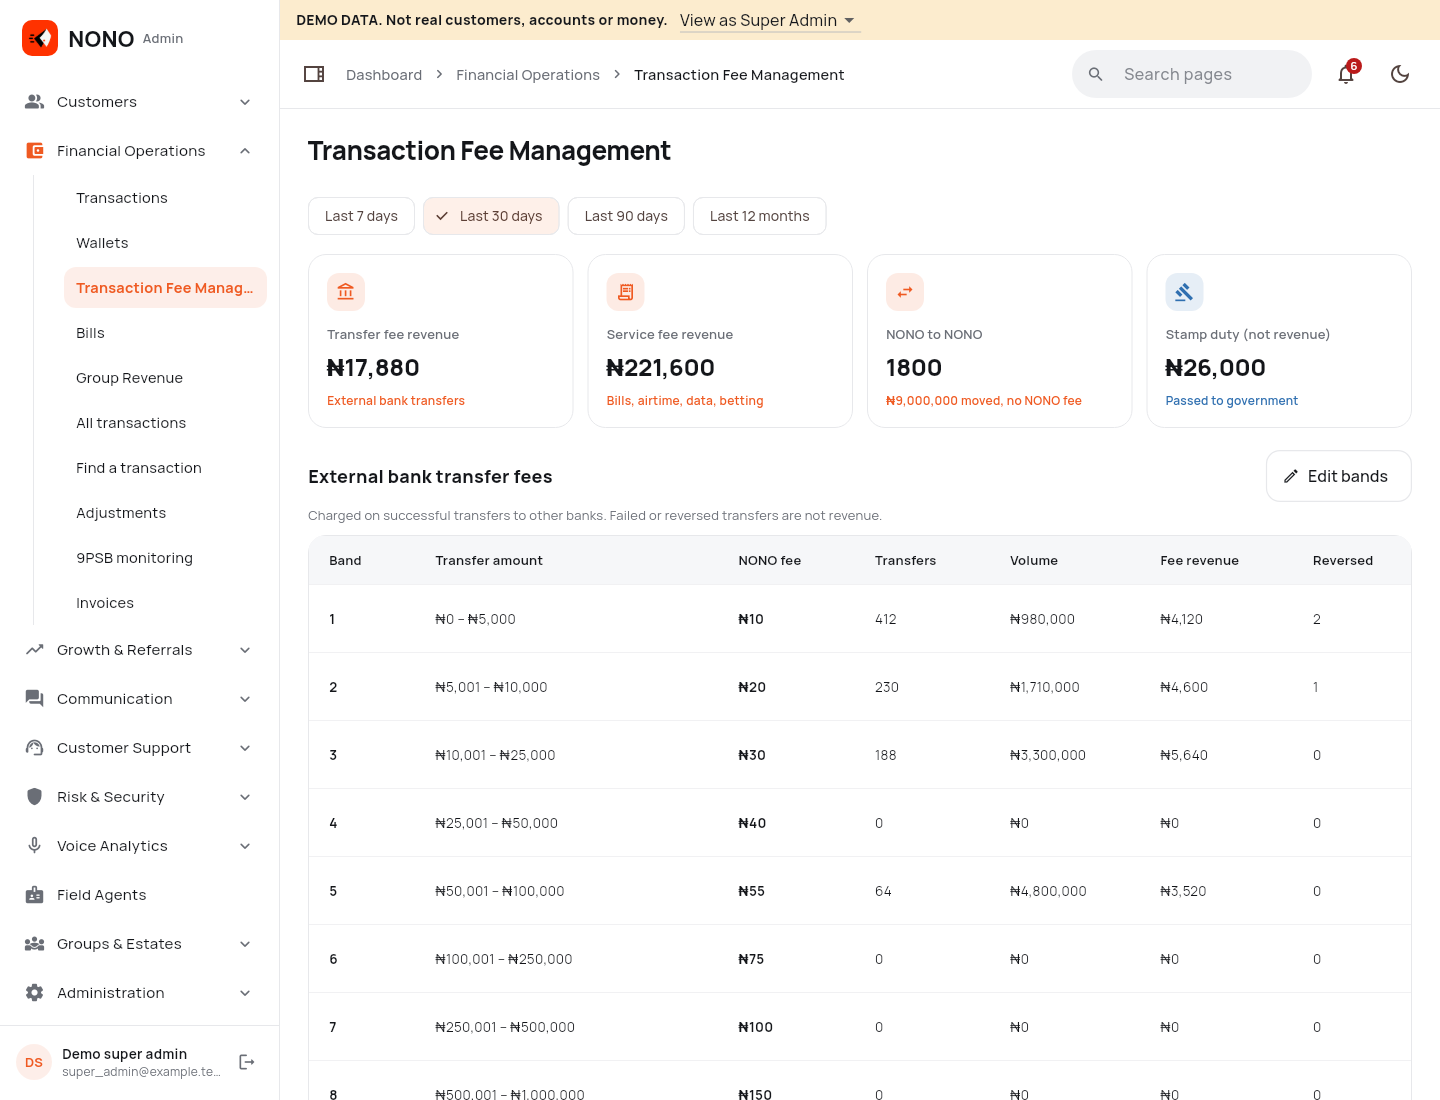 DEMO DATA. Not real customers, accounts or money.
View as Super Admin
NONO Admin
Customers
Financial Operations
Transactions
Wallets
Transaction Fee Manag...
Bills
Group Revenue
All transactions
Find a transaction
Adjustments
9PSB monitoring
Invoices
Growth & Referrals
Communication
Customer Support
Risk & Security
Voice Analytics
Field Agents
Groups & Estates
Administration
DS
Demo super admin
super_admin@example.te...
Dashboard > Financial Operations > Transaction Fee Management
Search pages
6
Transaction Fee Management
Last 7 days
Last 30 days
Last 90 days
Last 12 months
Transfer fee revenue
₦17,880
External bank transfers
Service fee revenue
₦221,600
Bills, airtime, data, betting
NONO to NONO
1800
₦9,000,000 moved, no NONO fee
Stamp duty (not revenue)
₦26,000
Passed to government
External bank transfer fees
Edit bands
Charged on successful transfers to other banks. Failed or reversed transfers are not revenue.
Band Transfer amount NONO fee Transfers Volume Fee revenue Reversed
1 ₦0 – ₦5,000 ₦10 412 ₦980,000 ₦4,120 2
2 ₦5,001 – ₦10,000 ₦20 230 ₦1,710,000 ₦4,600 1
3 ₦10,001 – ₦25,000 ₦30 188 ₦3,300,000 ₦5,640 0
4 ₦25,001 – ₦50,000 ₦40 0 ₦0 ₦0 0
5 ₦50,001 – ₦100,000 ₦55 64 ₦4,800,000 ₦3,520 0
6 ₦100,001 – ₦250,000 ₦75 0 ₦0 ₦0 0
7 ₦250,001 – ₦500,000 ₦100 0 ₦0 ₦0 0
8 ₦500,001 – ₦1,000,000 ₦150 0 ₦0 ₦0 0